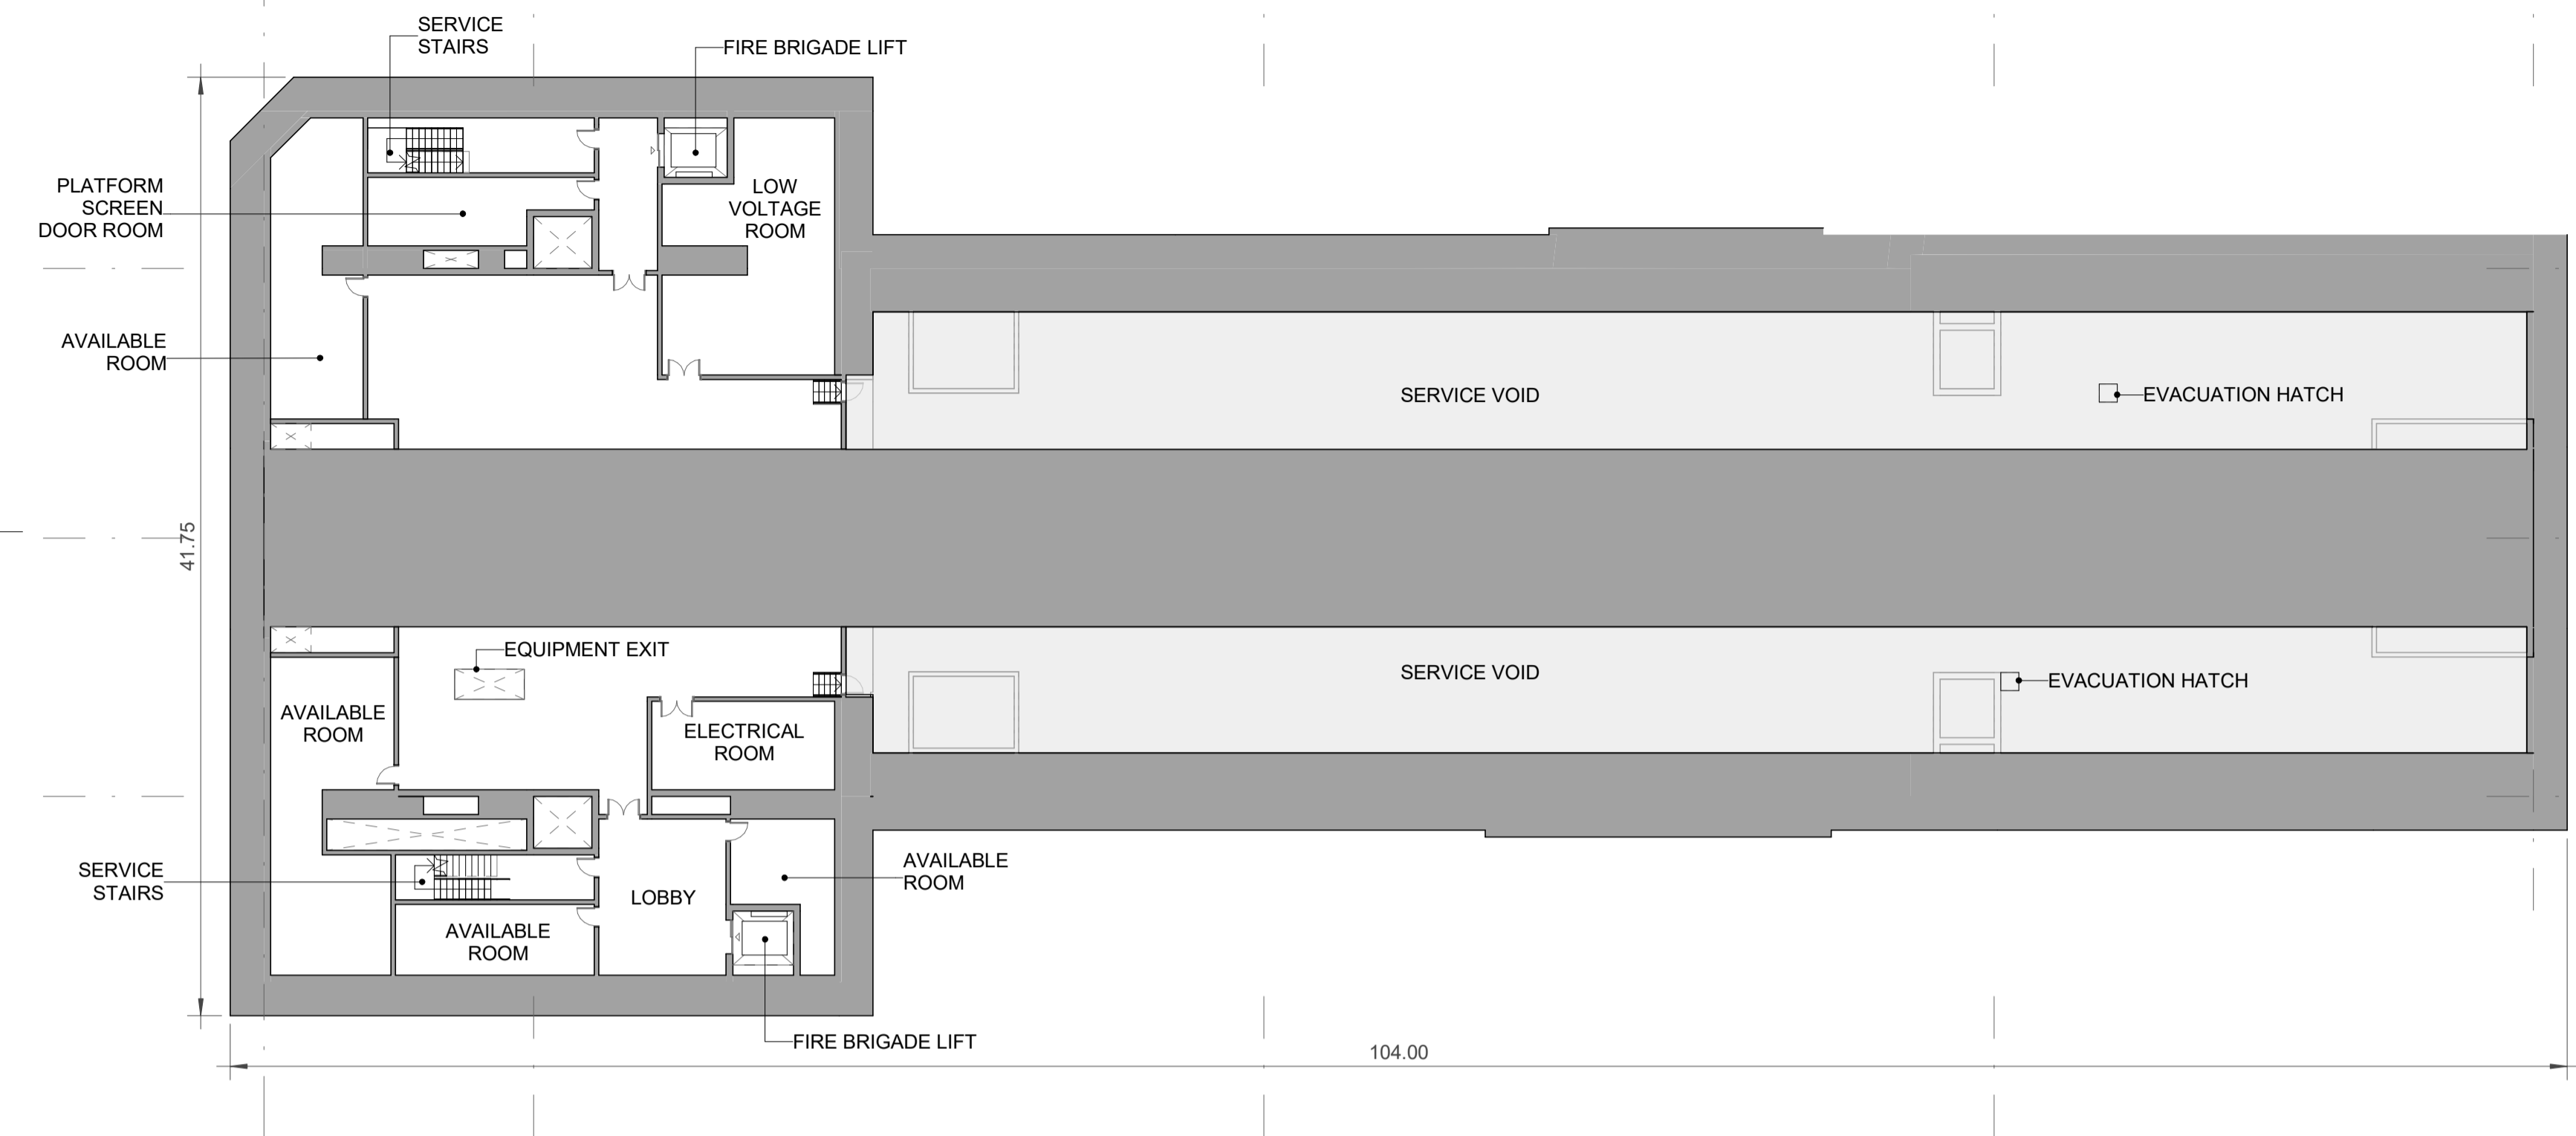 SERVICE
STAIRS
FIRE BRIGADE LIFT
PLATFORM
SCREEN
DOOR ROOM
LOW
VOLTAGE
ROOM
AVAILABLE
ROOM
SERVICE VOID
EVACUATION HATCH
41.75
EQUIPMENT EXIT
SERVICE VOID
EVACUATION HATCH
AVAILABLE
ROOM
ELECTRICAL
ROOM
SERVICE
STAIRS
LOBBY
AVAILABLE
ROOM
AVAILABLE
ROOM
FIRE BRIGADE LIFT
104.00